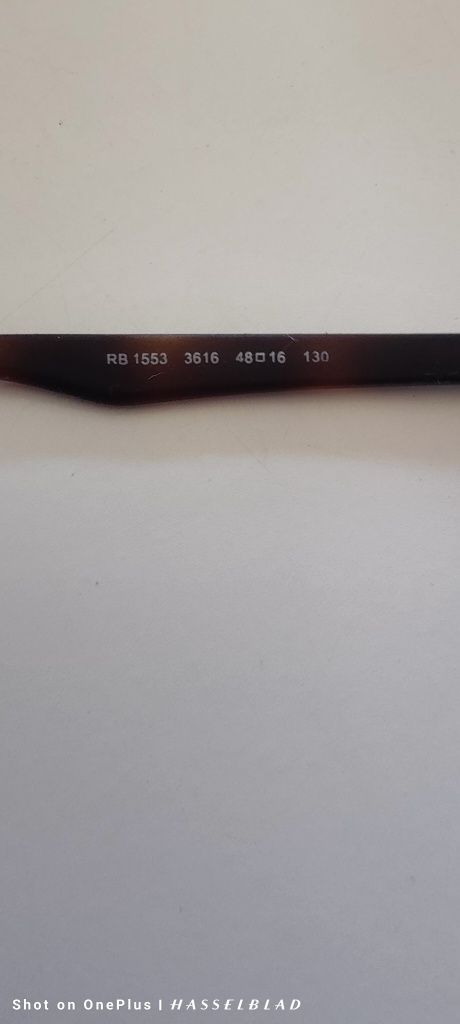 RB 1553 3616 48□16 130
Shot on OnePlus | HASSELBLAD